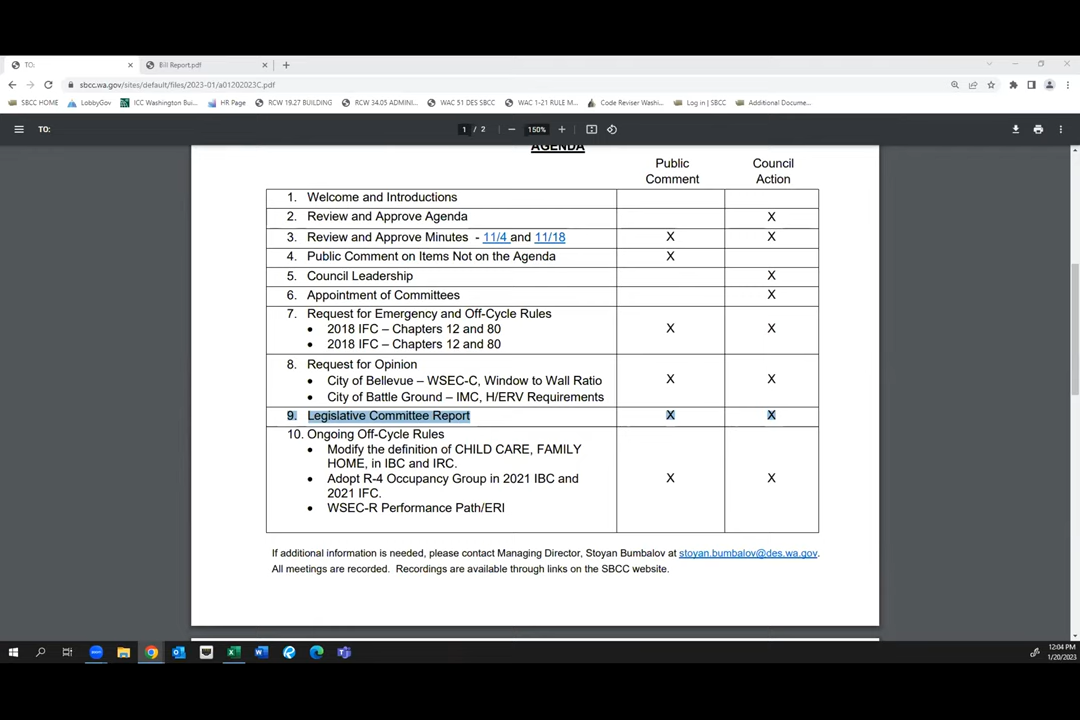 TO:
Bill Report.pdf
sbcc.wa.gov/sites/default/files/2023-01/a01202023C.pdf
SBCC HOME
LobbyGov
ICC Washington Bui...
HR Page
RCW 19.27 BUILDING
RCW 34.05 ADMINI...
WAC 51 DES SBCC
WAC 1-21 RULE M...
Code Reviser Washi...
Log in | SBCC
Additional Docume...
TO:
1 / 2
150%
AGENDA
Public Comment
Council Action
1. Welcome and Introductions
2. Review and Approve Agenda X
3. Review and Approve Minutes - 11/4 and 11/18 X X
4. Public Comment on Items Not on the Agenda X
5. Council Leadership X
6. Appointment of Committees X
7. Request for Emergency and Off-Cycle Rules
• 2018 IFC – Chapters 12 and 80 X X
• 2018 IFC – Chapters 12 and 80
8. Request for Opinion
• City of Bellevue – WSEC-C, Window to Wall Ratio X X
• City of Battle Ground – IMC, H/ERV Requirements
9. Legislative Committee Report X X
10. Ongoing Off-Cycle Rules
• Modify the definition of CHILD CARE, FAMILY
HOME, in IBC and IRC.
• Adopt R-4 Occupancy Group in 2021 IBC and X X
2021 IFC.
• WSEC-R Performance Path/ERI
If additional information is needed, please contact Managing Director, Stoyan Bumbalov at stoyan.bumbalov@des.wa.gov.
All meetings are recorded. Recordings are available through links on the SBCC website.
12:04 PM
1/20/2023